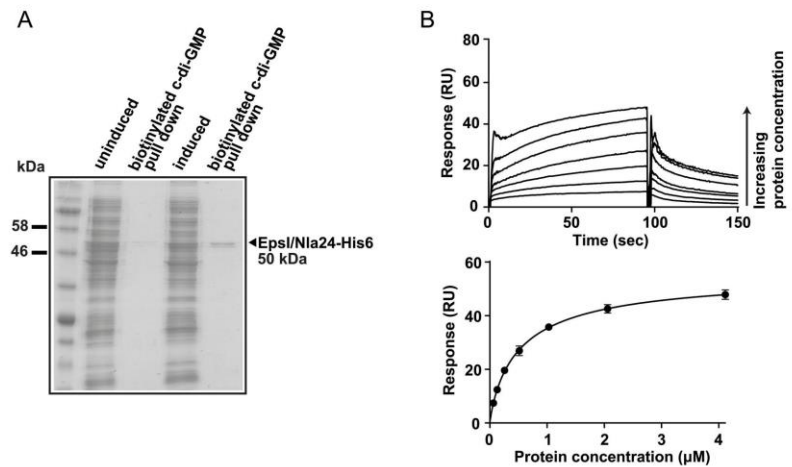 A
uninduced
biotinylated c-di-GMP
pull down
induced
biotinylated c-di-GMP
pull down
kDa
58
46
EpsI/Nla24-His6
50 kDa
B
Response (RU)
80
60
40
20
0
0
50
100
150
Time (sec)
Increasing
protein concentration
Response (RU)
60
40
20
0
0
1
2
3
4
Protein concentration (µM)